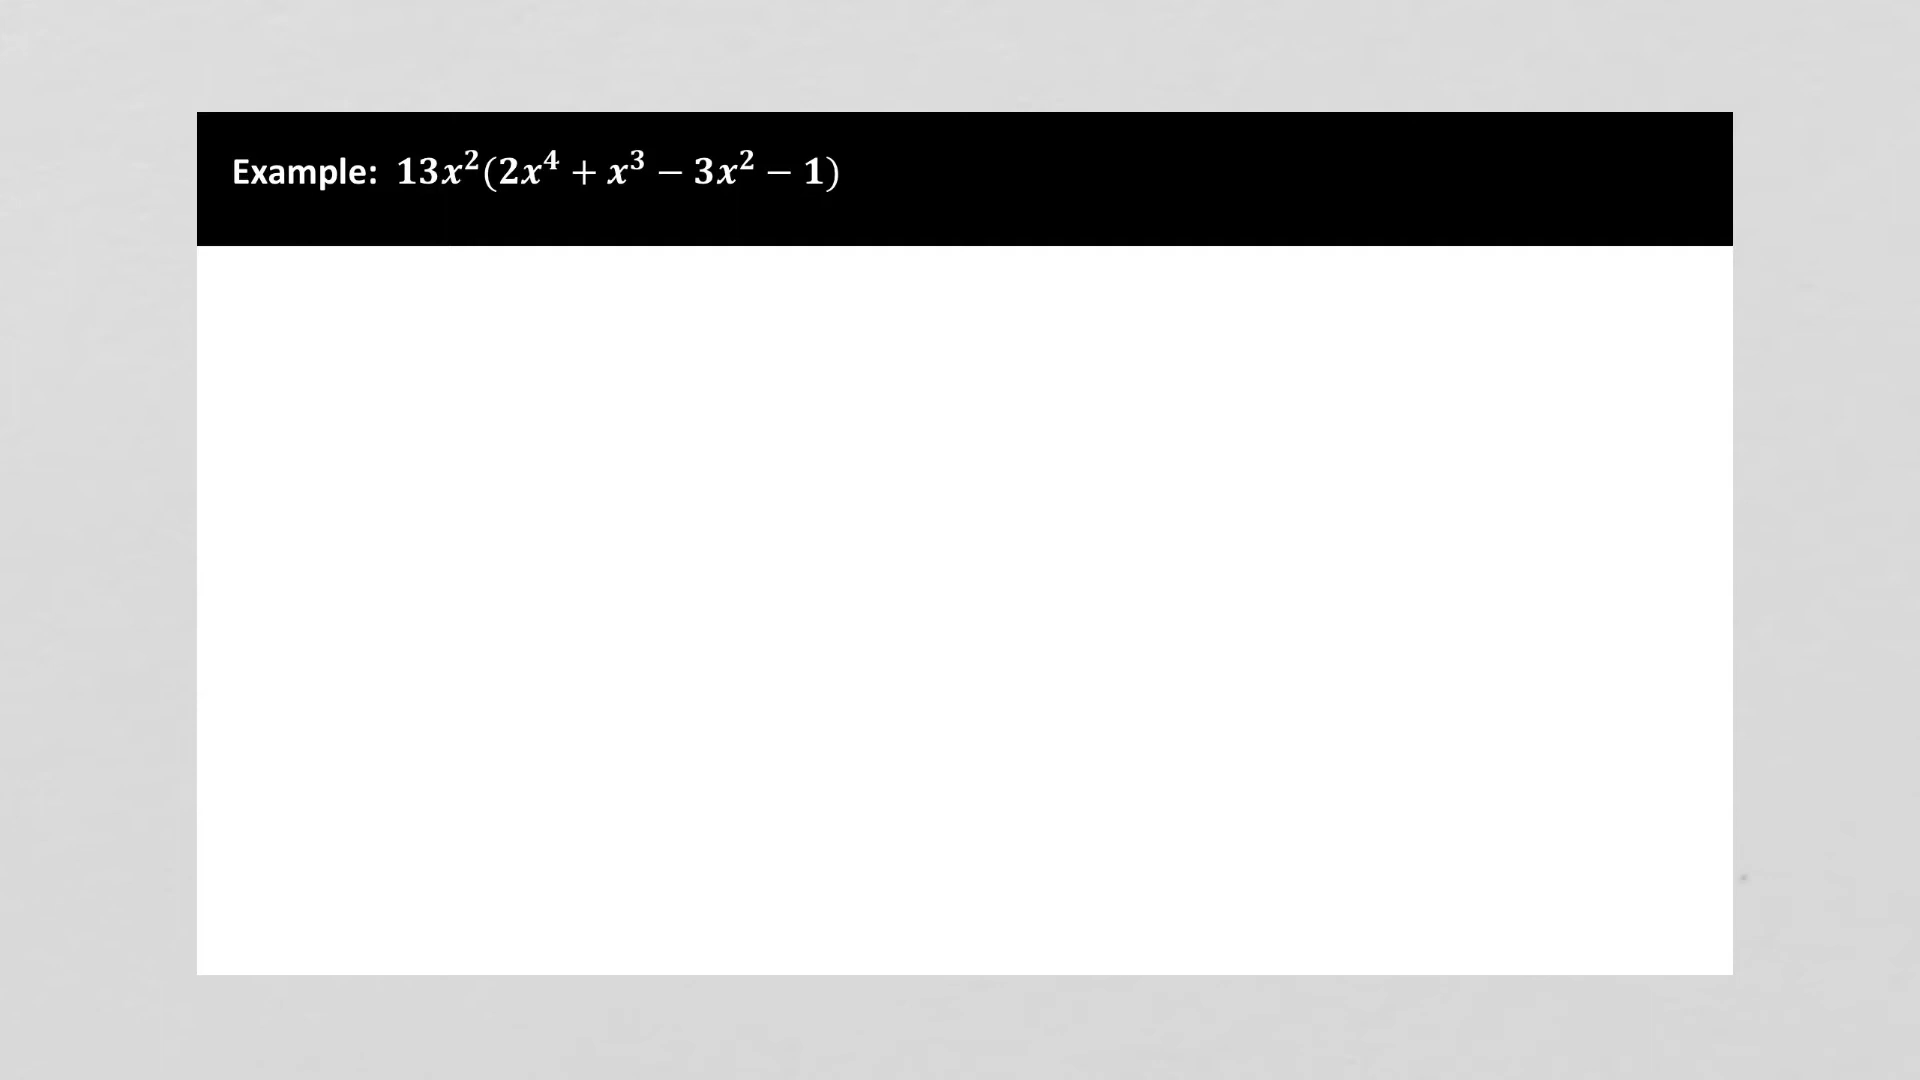 Example: 13x²(2x⁴ + x³ − 3x² − 1)